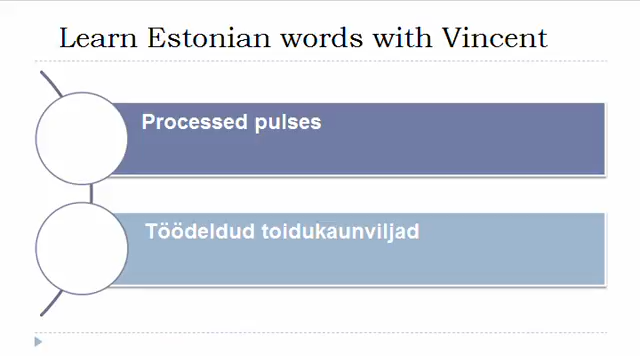 Learn Estonian words with Vincent
Processed pulses
Töödeldud toidukaunviljad